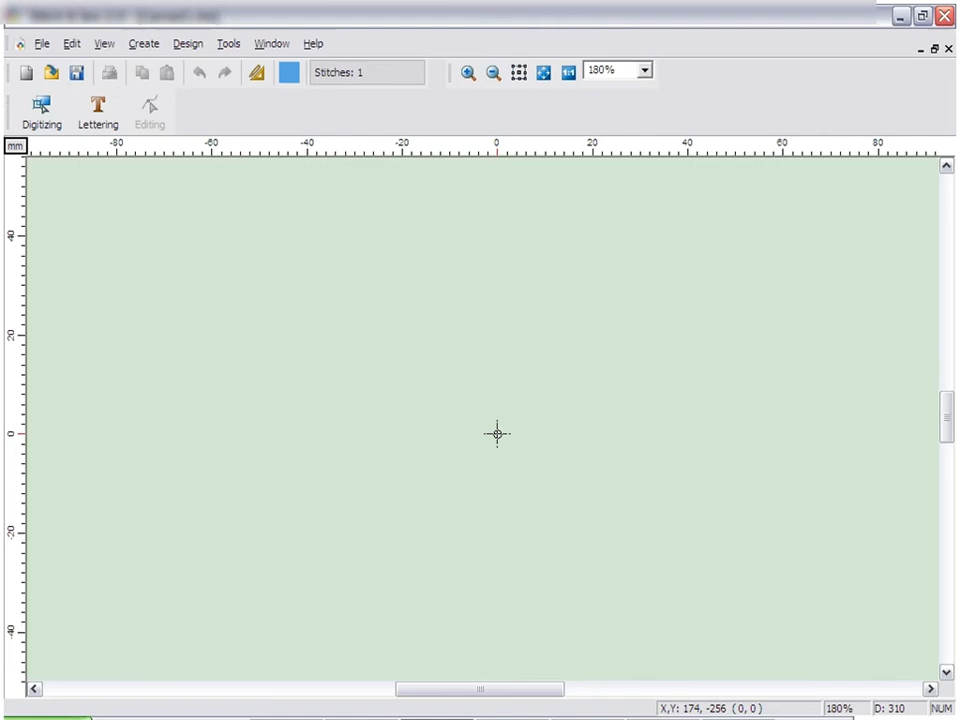 File Edit View Create Design Tools Window Help
Stitches: 1 180%
Digitizing Lettering Editing
mm -80 -60 -40 -20 0 20 40 60 80
40
20
0
-20
-40
X,Y: 174, -256 (0, 0) 180% D: 310 NUM